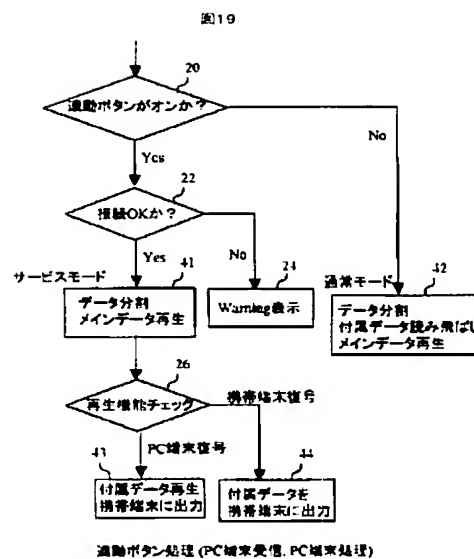 図19
20
連動ボタンがオンか?
No
Yes
22
接続OKか?
Yes
No
サービスモード
41
データ分割
メインデータ再生
24
Warning表示
通常モード
42
データ分割
付属データ読み飛ばし
メインデータ再生
26
再生機能チェック
携帯端末復号
PC端末復号
43
付属データ再生
携帯端末に出力
44
付属データを
携帯端末に出力
連動ボタン処理(PC端末受信、PC端末処理)